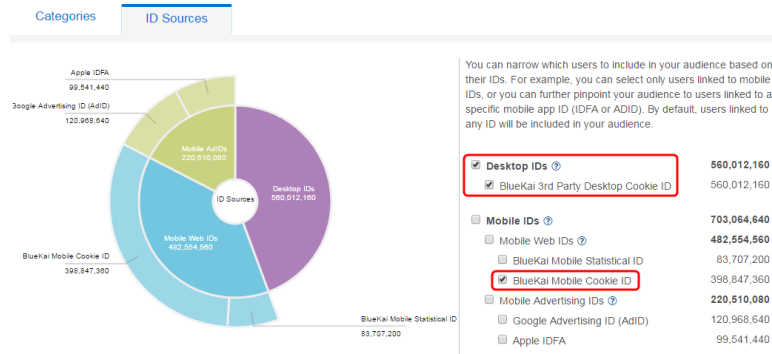 Categories
ID Sources
Apple IDFA
99,541,440
Google Advertising ID (AdID)
120,968,640
Mobile AdIDs
220,510,080
ID Sources
Desktop IDs
560,012,160
Mobile Web IDs
482,554,560
BlueKai Mobile Cookie ID
398,847,360
BlueKai Mobile Statistical ID
83,707,200
You can narrow which users to include in your audience based on
their IDs. For example, you can select only users linked to mobile
IDs, or you can further pinpoint your audience to users linked to a
specific mobile app ID (IDFA or ADID). By default, users linked to
any ID will be included in your audience.
Desktop IDs ? 560,012,160
BlueKai 3rd Party Desktop Cookie ID 560,012,160
Mobile IDs ? 703,064,640
Mobile Web IDs ? 482,554,560
BlueKai Mobile Statistical ID 83,707,200
BlueKai Mobile Cookie ID 398,847,360
Mobile Advertising IDs ? 220,510,080
Google Advertising ID (AdID) 120,968,640
Apple IDFA 99,541,440